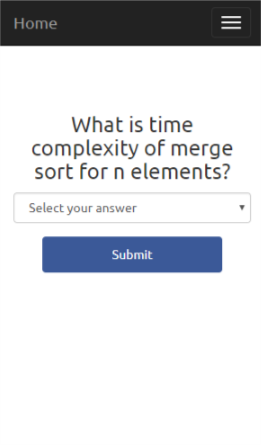 Home
What is time
complexity of merge
sort for n elements?
Select your answer
Submit